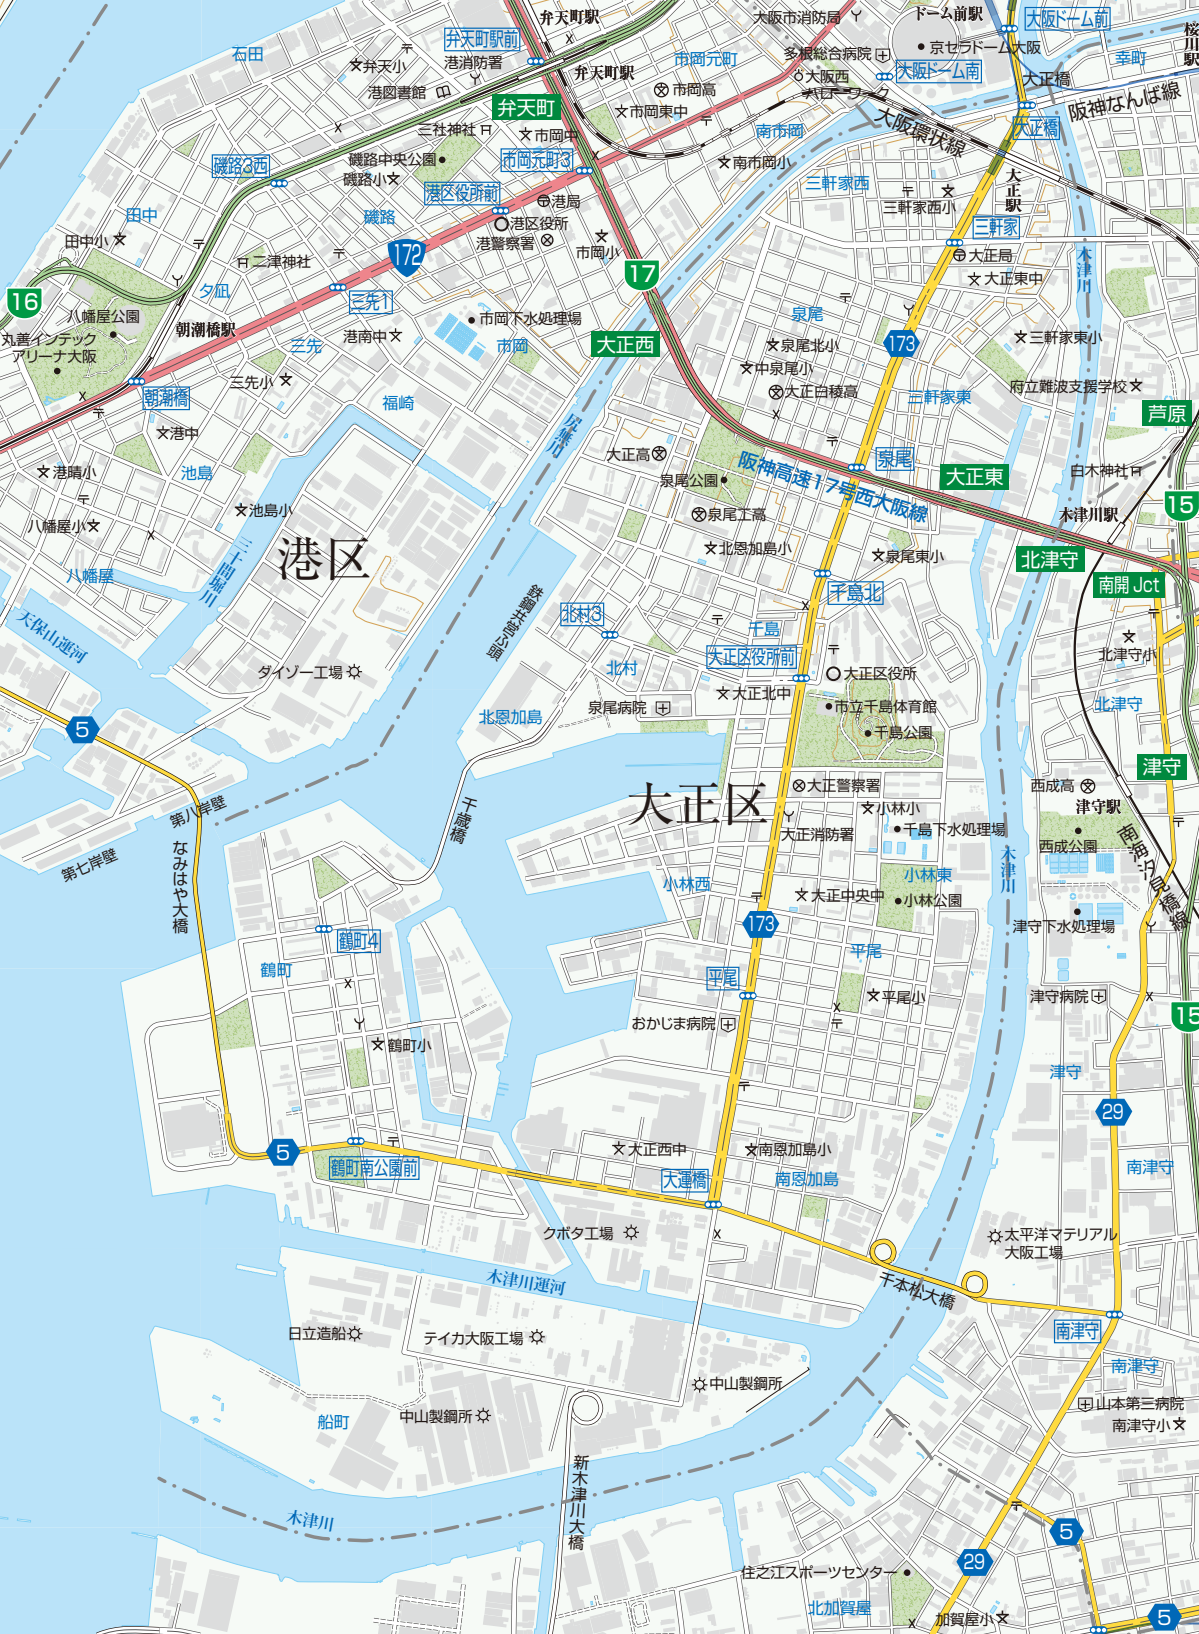 弁天町駅
大阪市消防局
ドーム前駅
大阪ドーム前
桜川駅
石田
弁天町駅前
港消防署
弁天小
市岡元町
多根総合病院
京セラドーム大阪
幸町
弁天町駅
大阪西
大阪ドーム南
ハローワーク
大正橋
港図書館
市岡高
阪神なんば線
弁天町
市岡東中
大阪環状線
大正橋
三社神社
市岡中
南市岡
磯路3西
磯路中央公園
市岡元町3
南市岡小
磯路小
港区役所前
三軒家西
大正駅
田中
磯路
港局
三軒家西小
港区役所
三軒家
田中小
港警察署
市岡小
二津神社
172
大正局
木津川
17
大正東中
16
夕凪
三先1
八幡屋公園
朝潮橋駅
市岡下水処理場
泉尾
丸善インテック
アリーナ大阪
三先
港南中
市岡
大正西
泉尾北小
173
三軒家東小
中泉尾小
三先小
朝潮橋
大正白稜高
府立難波支援学校
福崎
三軒家東
芦原
港中
尻無川
大正高
泉尾
港晴小
池島
泉尾公園
阪神高速17号西大阪線
大正東
白木神社
池島小
泉尾工高
木津川駅
15
八幡屋小
港区
北恩加島小
泉尾東小
北津守
三十間堀川
八幡屋
千島北
南開Jct
鉄鋼共営ふ頭
北村3
千島
天保山運河
大正区役所前
北津守小
ダイゾー工場
北村
大正区役所
大正北中
北津守
5
北恩加島
泉尾病院
市立千島体育館
千島公園
津守
大正区
大正警察署
西成高
津守駅
第八岸壁
千歳橋
小林小
大正消防署
千島下水処理場
西成公園
南海汐見橋線
第七岸壁
なみはや大橋
小林西
小林東
木津川
大正中央中
小林公園
173
津守下水処理場
鶴町4
平尾
鶴町
平尾
平尾小
津守病院
15
おかじま病院
鶴町小
津守
29
5
鶴町南公園前
大正西中
南恩加島小
大運橋
南恩加島
南津守
クボタ工場
太平洋マテリアル
大阪工場
木津川運河
千本松大橋
日立造船
テイカ大阪工場
南津守
南津守
中山製鋼所
中山製鋼所
山本第三病院
船町
南津守小
新木津川大橋
木津川
5
29
住之江スポーツセンター
北加賀屋
加賀屋小
5